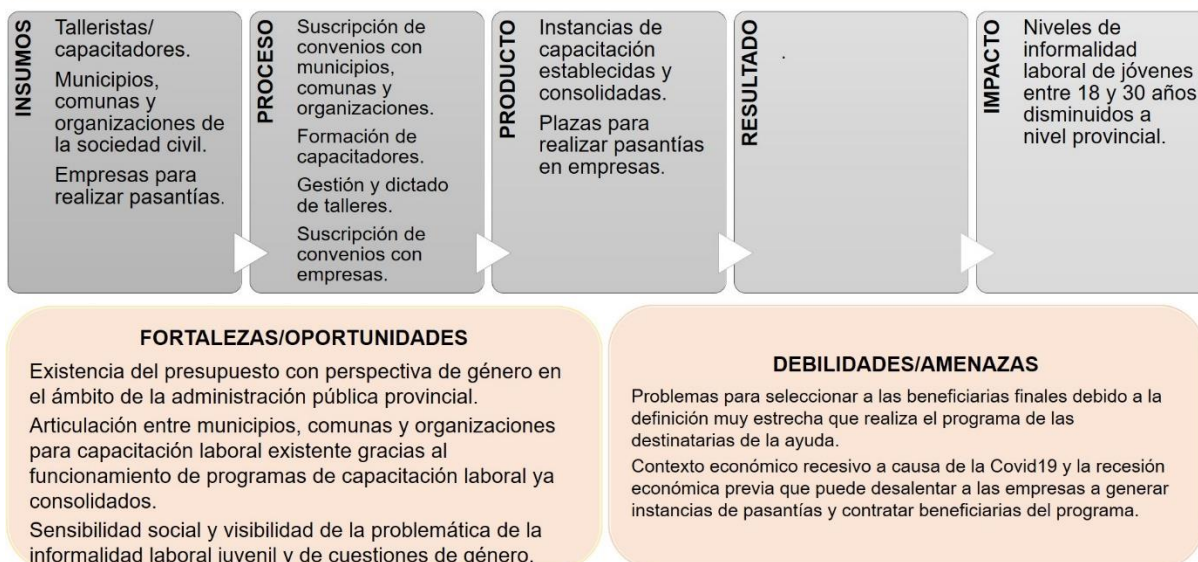 INSUMOS
Talleristas/
capacitadores.
Municipios,
comunas y
organizaciones de
la sociedad civil.
Empresas para
realizar pasantías.
PROCESO
Suscripción de
convenios con
municipios,
comunas y
organizaciones.
Formación de
capacitadores.
Gestión y dictado
de talleres.
Suscripción de
convenios con
empresas.
PRODUCTO
Instancias de
capacitación
establecidas y
consolidadas.
Plazas para
realizar pasantías
en empresas.
RESULTADO
.
IMPACTO
Niveles de
informalidad
laboral de jóvenes
entre 18 y 30 años
disminuidos a
nivel provincial.
FORTALEZAS/OPORTUNIDADES
Existencia del presupuesto con perspectiva de género en
el ámbito de la administración pública provincial.
Articulación entre municipios, comunas y organizaciones
para capacitación laboral existente gracias al
funcionamiento de programas de capacitación laboral ya
consolidados.
Sensibilidad social y visibilidad de la problemática de la
informalidad laboral juvenil y de cuestiones de género.
DEBILIDADES/AMENAZAS
Problemas para seleccionar a las beneficiarias finales debido a la
definición muy estrecha que realiza el programa de las
destinatarias de la ayuda.
Contexto económico recesivo a causa de la Covid19 y la recesión
económica previa que puede desalentar a las empresas a generar
instancias de pasantías y contratar beneficiarias del programa.